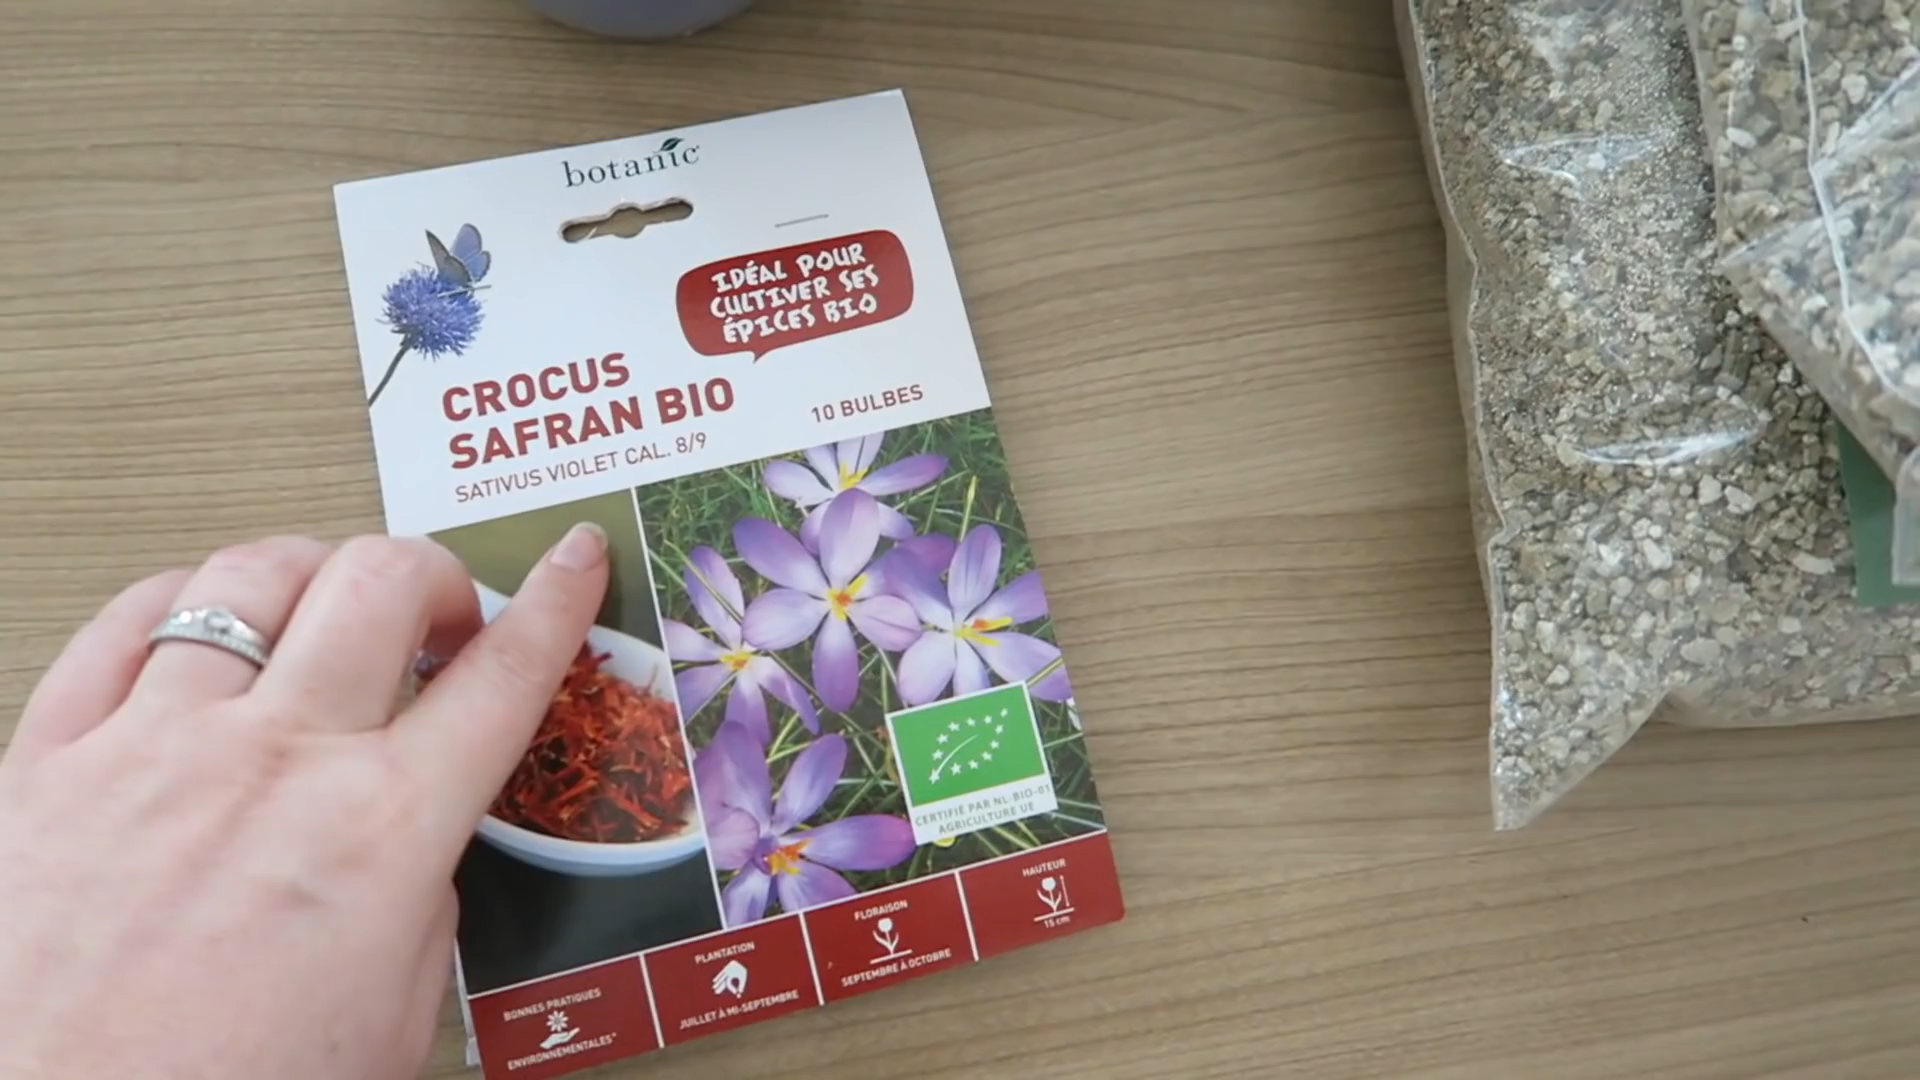 botanic
IDÉAL POUR
CULTIVER SES
ÉPICES BIO
CROCUS
SAFRAN BIO
SATIVUS VIOLET CAL. 8/9
10 BULBES
CERTIFIÉ PAR NL-BIO-01
AGRICULTURE UE
BONNES PRATIQUES
ENVIRONNEMENTALES*
PLANTATION
JUILLET À MI-SEPTEMBRE
FLORAISON
SEPTEMBRE À OCTOBRE
HAUTEUR
15 cm